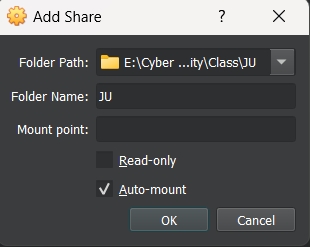 Add Share
Folder Path: E:\Cyber ...ity\Class\JU
Folder Name: JU
Mount point:
Read-only
Auto-mount
OK Cancel